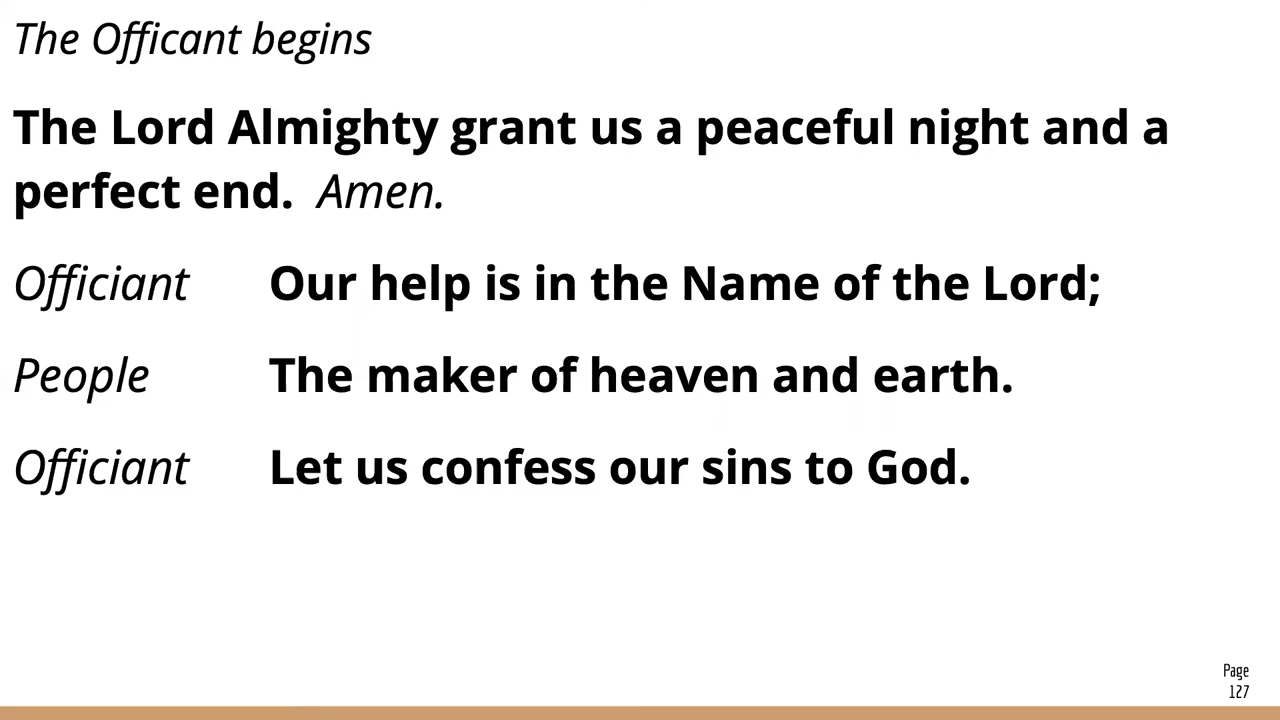 The Officant begins
The Lord Almighty grant us a peaceful night and a
perfect end. Amen.
Officiant Our help is in the Name of the Lord;
People The maker of heaven and earth.
Officiant Let us confess our sins to God.
Page
127